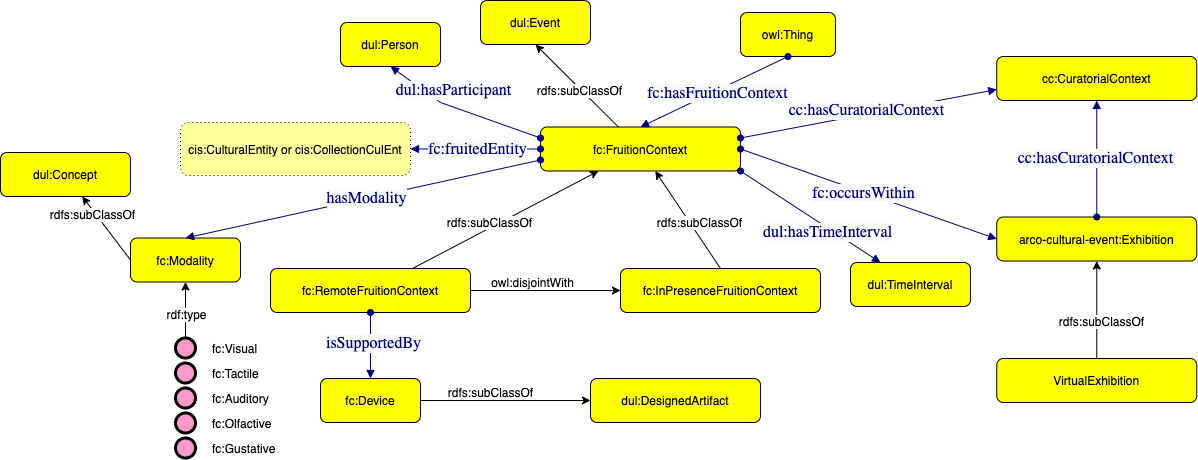 dul:Event
owl:Thing
dul:Person
cc:CuratorialContext
dul:hasParticipant
rdfs:subClassOf
fc:hasFruitionContext
cc:hasCuratorialContext
cis:CulturalEntity or cis:CollectionCulEnt
fc:fruitedEntity
fc:FruitionContext
cc:hasCuratorialContext
dul:Concept
hasModality
fc:occursWithin
rdfs:subClassOf
rdfs:subClassOf
rdfs:subClassOf
dul:hasTimeInterval
arco-cultural-event:Exhibition
fc:Modality
owl:disjointWith
fc:RemoteFruitionContext
fc:InPresenceFruitionContext
dul:TimeInterval
rdf:type
rdfs:subClassOf
isSupportedBy
fc:Visual
fc:Tactile
VirtualExhibition
rdfs:subClassOf
fc:Auditory
fc:Device
dul:DesignedArtifact
fc:Olfactive
fc:Gustative